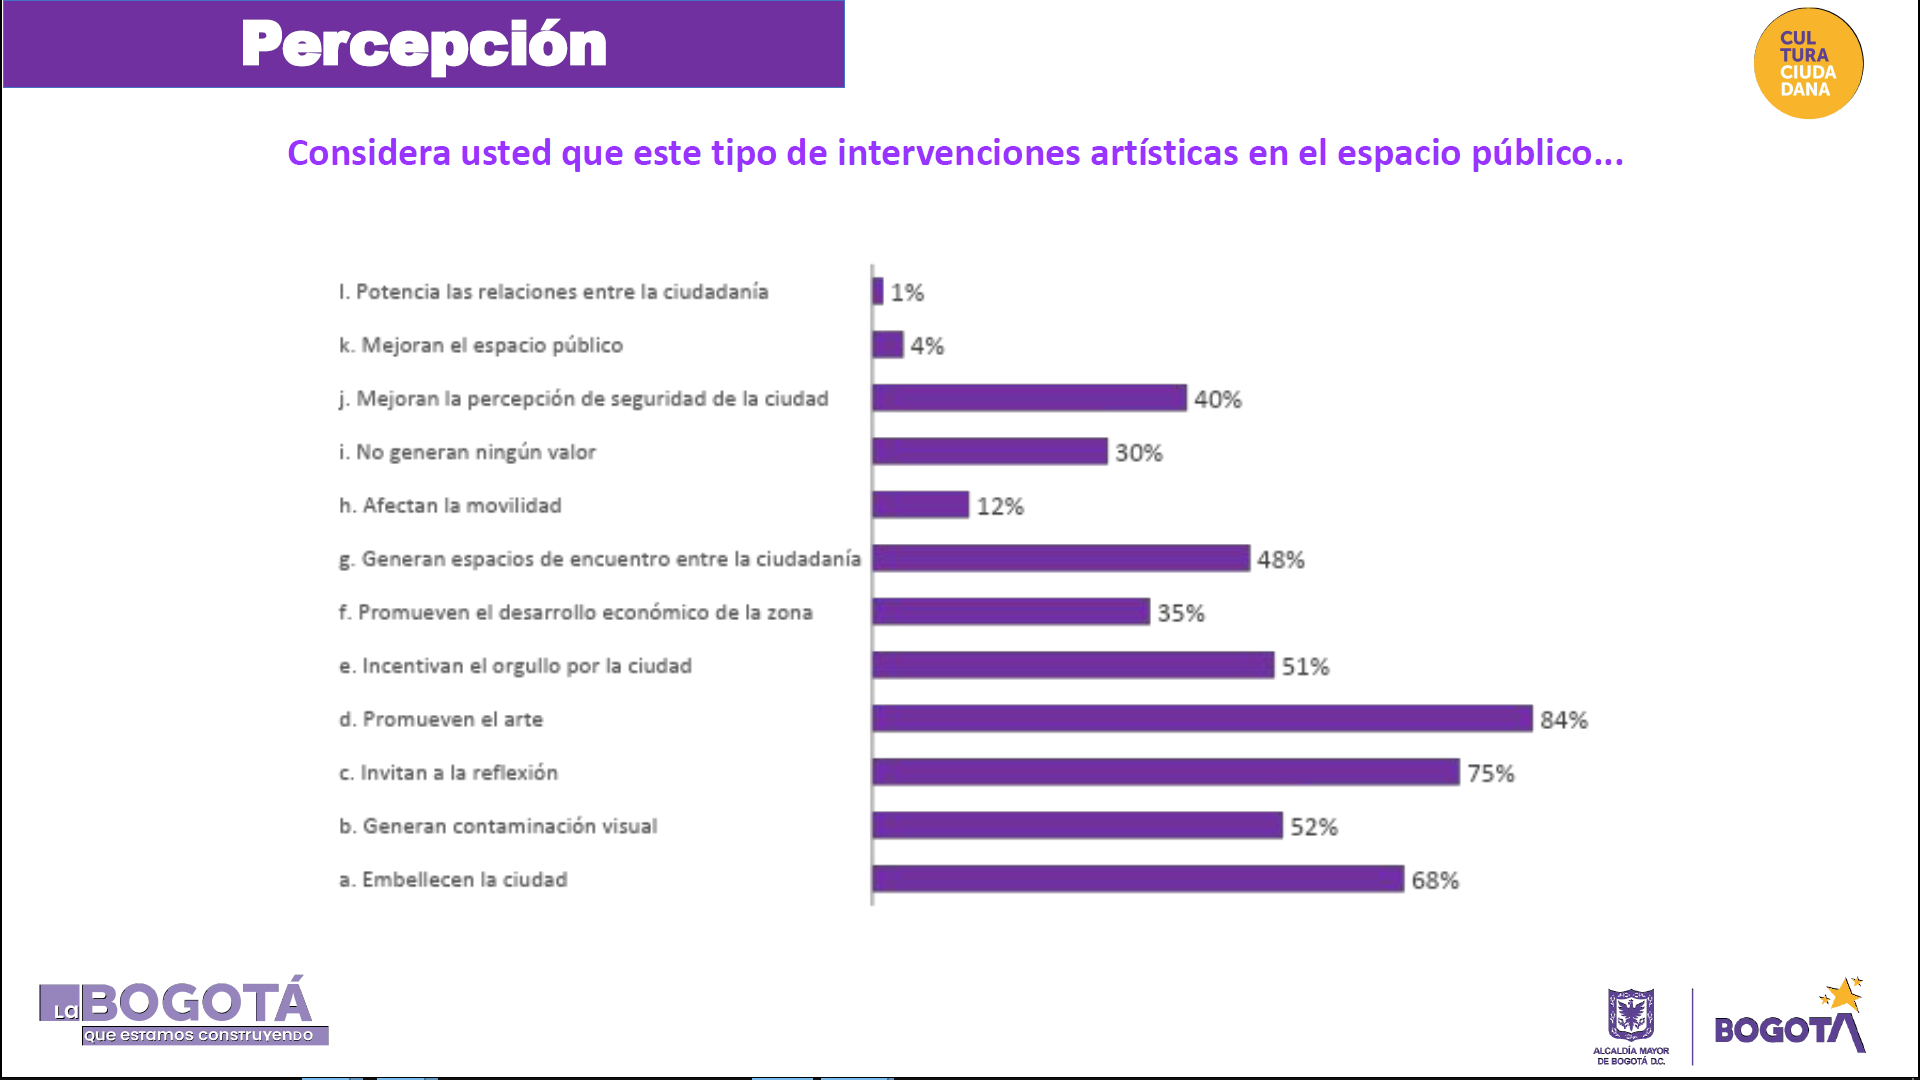 Percepción
CUL
TURA
CIUDA
DANA
Considera usted que este tipo de intervenciones artísticas en el espacio público...
l. Potencia las relaciones entre la ciudadanía 1%
k. Mejoran el espacio público 4%
j. Mejoran la percepción de seguridad de la ciudad 40%
i. No generan ningún valor 30%
h. Afectan la movilidad 12%
g. Generan espacios de encuentro entre la ciudadanía 48%
f. Promueven el desarrollo económico de la zona 35%
e. Incentivan el orgullo por la ciudad 51%
d. Promueven el arte 84%
c. Invitan a la reflexión 75%
b. Generan contaminación visual 52%
a. Embellecen la ciudad 68%
La BOGOTÁ
que estamos construyendo
ALCALDÍA MAYOR
DE BOGOTÁ D.C.
BOGOTÁ